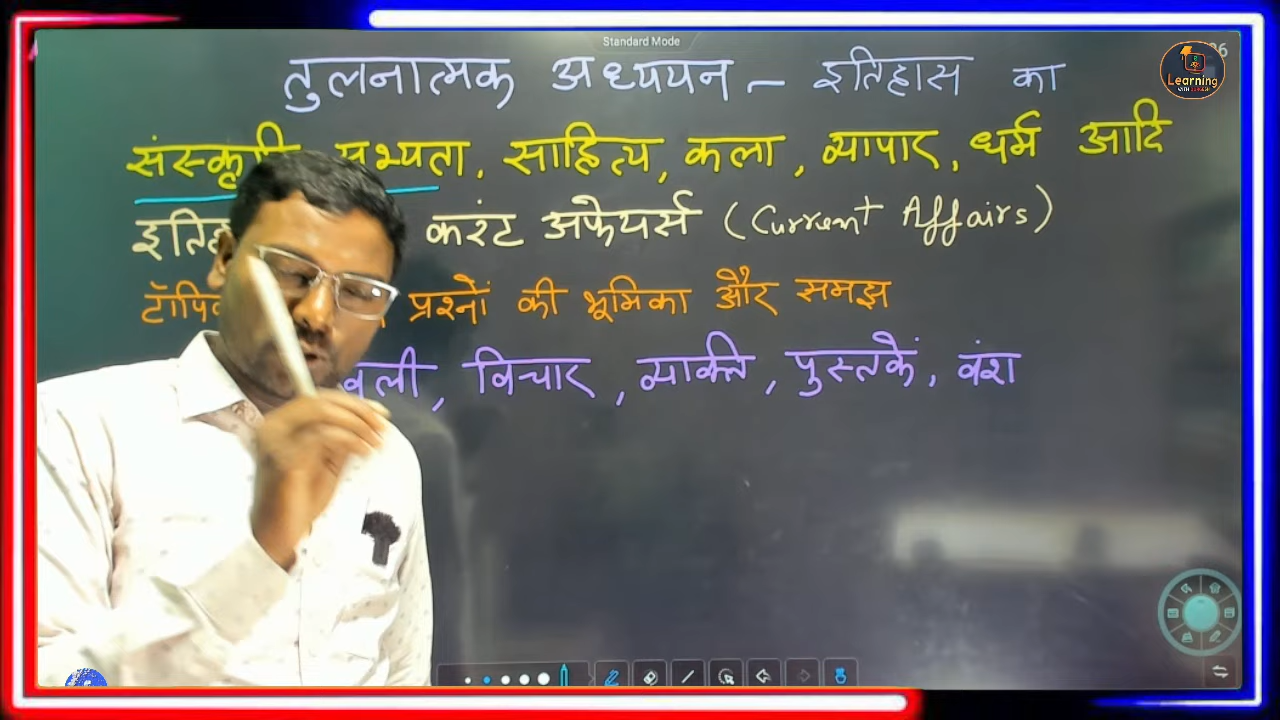 Standard Mode
तुलनात्मक अध्ययन – इतिहास का
Learning
सभ्यता, साहित्य, कला, व्यापार, धर्म आदि
करंट अफेयर्स (Current Affairs)
प्रश्नों की भूमिका और समझ
विचार, व्यक्ति, पुस्तकें, वंश